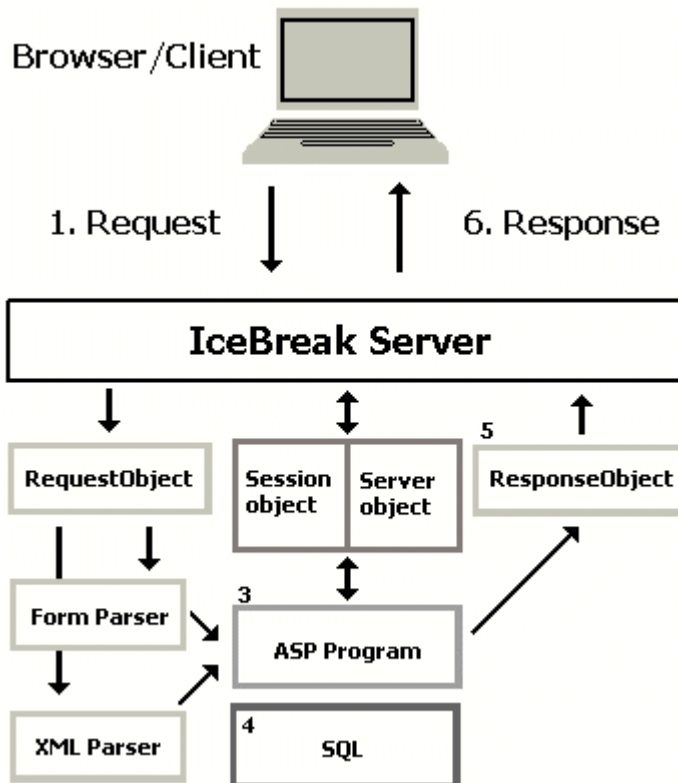 Browser/Client
1. Request
6. Response
IceBreak Server
RequestObject
Session
object
Server
object
5
ResponseObject
Form Parser
3
ASP Program
XML Parser
4
SQL